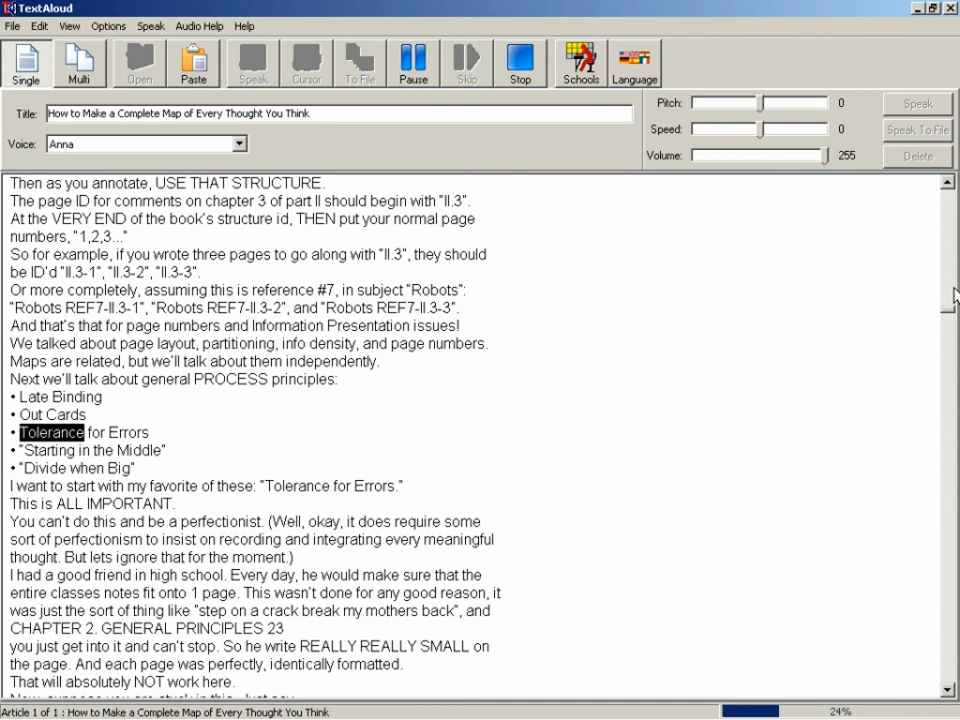 TextAloud
File Edit View Options Speak Audio Help Help
Single Multi Open Paste Speak Cursor To File Pause Skip Stop Schools Language
Title: How to Make a Complete Map of Every Thought You Think
Voice: Anna
Pitch: 0 Speak
Speed: 0 Speak To File
Volume: 255 Delete
Then as you annotate, USE THAT STRUCTURE.
The page ID for comments on chapter 3 of part II should begin with "II.3".
At the VERY END of the book's structure id, THEN put your normal page
numbers, "1,2,3..."
So for example, if you wrote three pages to go along with "II.3", they should
be ID'd "II.3-1", "II.3-2", "II.3-3".
Or more completely, assuming this is reference #7, in subject "Robots":
"Robots REF7-II.3-1", "Robots REF7-II.3-2", and "Robots REF7-II.3-3".
And that's that for page numbers and Information Presentation issues!
We talked about page layout, partitioning, info density, and page numbers.
Maps are related, but we'll talk about them independently.
Next we'll talk about general PROCESS principles:
• Late Binding
• Out Cards
• Tolerance for Errors
• "Starting in the Middle"
• "Divide when Big"
I want to start with my favorite of these: "Tolerance for Errors."
This is ALL IMPORTANT.
You can't do this and be a perfectionist. (Well, okay, it does require some
sort of perfectionism to insist on recording and integrating every meaningful
thought. But lets ignore that for the moment.)
I had a good friend in high school. Every day, he would make sure that the
entire classes notes fit onto 1 page. This wasn't done for any good reason, it
was just the sort of thing like "step on a crack break my mothers back", and
CHAPTER 2. GENERAL PRINCIPLES 23
you just get into it and can't stop. So he write REALLY REALLY SMALL on
the page. And each page was perfectly, identically formatted.
That will absolutely NOT work here.
Article 1 of 1 : How to Make a Complete Map of Every Thought You Think 24%